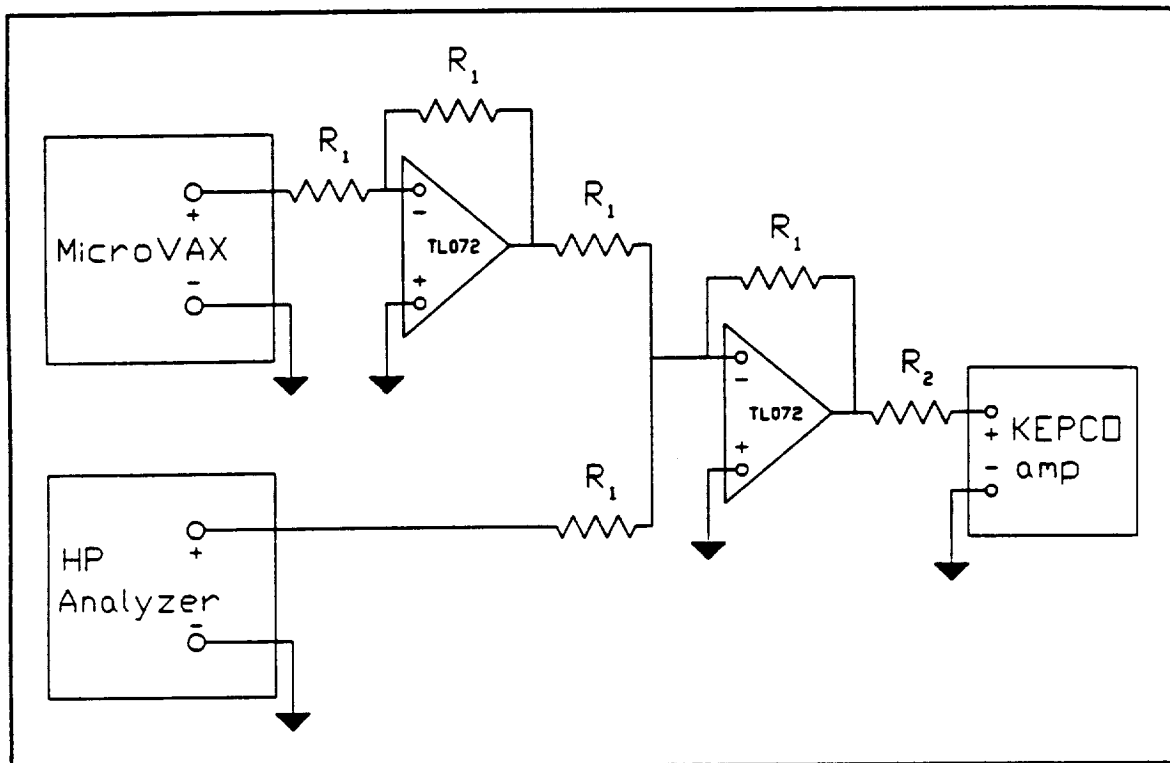 R1
R1
+
MicroVAX
-
-
TL072
+
R1
R1
-
TL072
+
R2
+
KEPCO
-
amp
R1
+
HP
Analyzer
-